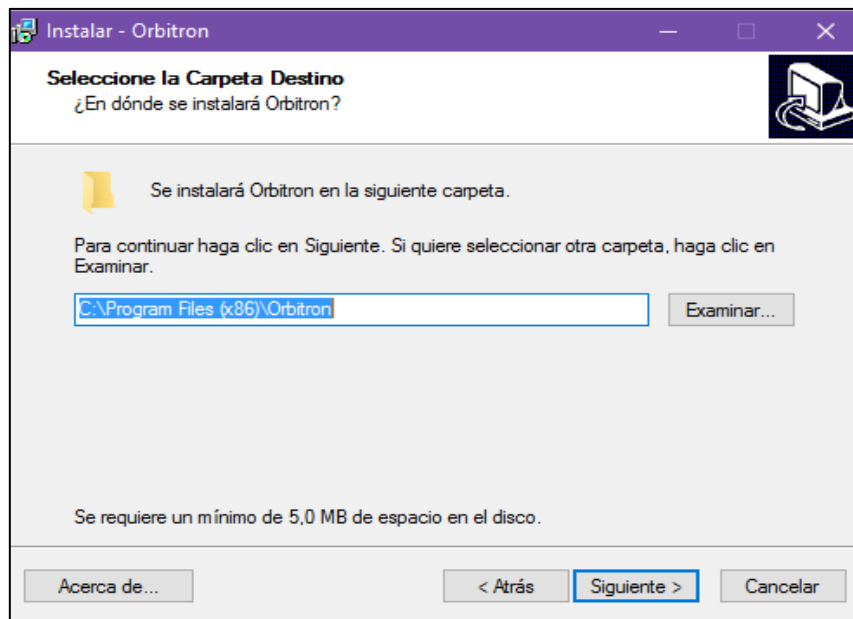 Instalar - Orbitron
Seleccione la Carpeta Destino
¿En dónde se instalará Orbitron?
Se instalará Orbitron en la siguiente carpeta.
Para continuar haga clic en Siguiente. Si quiere seleccionar otra carpeta, haga clic en
Examinar.
C:\Program Files (x86)\Orbitron
Examinar...
Se requiere un mínimo de 5,0 MB de espacio en el disco.
Acerca de...
< Atrás
Siguiente >
Cancelar